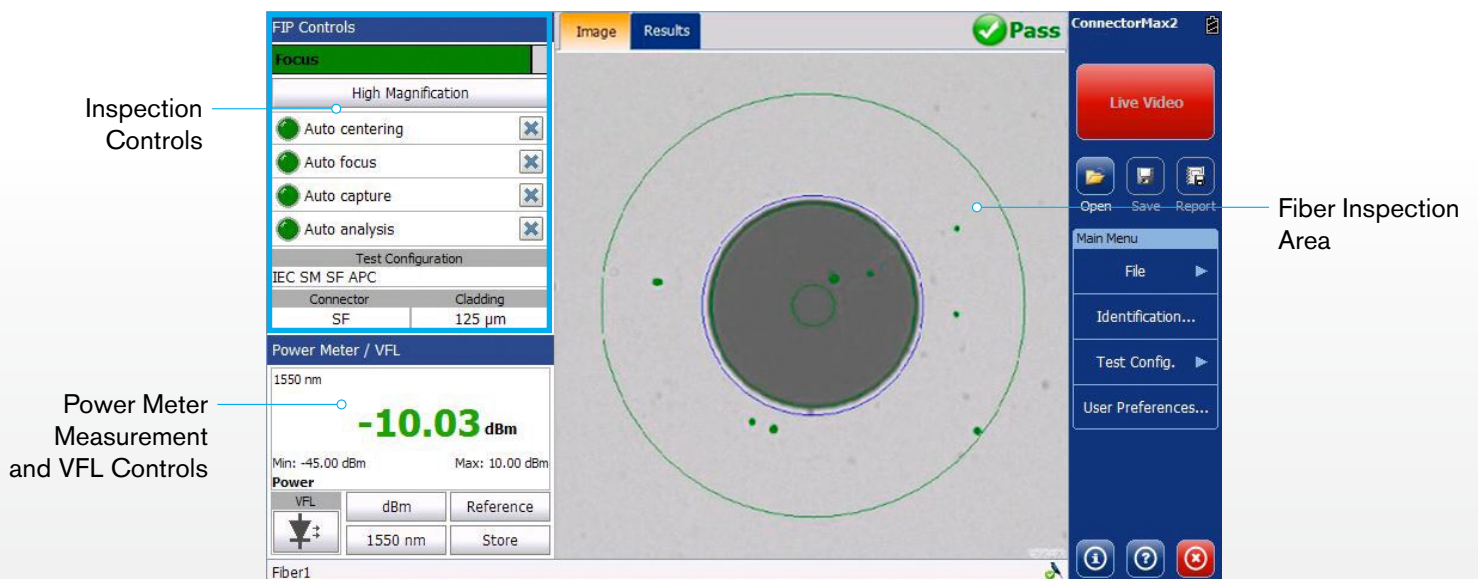 FIP Controls
Focus
High Magnification
Auto centering
Auto focus
Auto capture
Auto analysis
Test Configuration
IEC SM SF APC
Connector Cladding
SF 125 µm
Inspection
Controls
Power Meter / VFL
1550 nm
-10.03 dBm
Min: -45.00 dBm Max: 10.00 dBm
Power
VFL
dBm Reference
1550 nm Store
Fiber1
Power Meter
Measurement
and VFL Controls
Image Results
Pass
ConnectorMax2
Live Video
Open Save Report
Main Menu
File
Identification...
Test Config.
User Preferences...
Fiber Inspection
Area